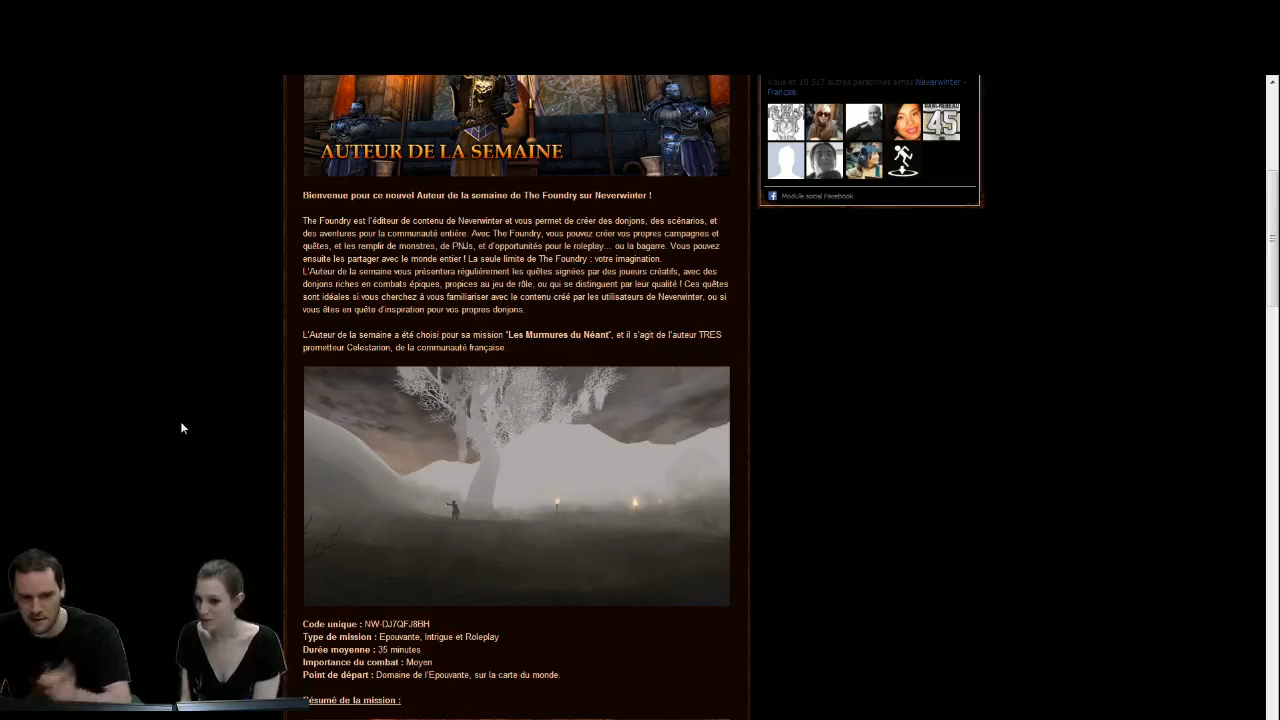 Vous et 19 517 autres personnes aimez Neverwinter -
Français.
45
Module social Facebook
AUTEUR DE LA SEMAINE
Bienvenue pour ce nouvel Auteur de la semaine de The Foundry sur Neverwinter !
The Foundry est l'éditeur de contenu de Neverwinter et vous permet de créer des donjons, des scénarios, et
des aventures pour la communauté entière. Avec The Foundry, vous pouvez créer vos propres campagnes et
quêtes, et les remplir de monstres, de PNJs, et d'opportunités pour le roleplay... ou la bagarre. Vous pouvez
ensuite les partager avec le monde entier ! La seule limite de The Foundry : votre imagination.
L'Auteur de la semaine vous présentera régulièrement les quêtes signées par des joueurs créatifs, avec des
donjons riches en combats épiques, propices au jeu de rôle, ou qui se distinguent par leur qualité ! Ces quêtes
sont idéales si vous cherchez à vous familiariser avec le contenu créé par les utilisateurs de Neverwinter, ou si
vous êtes en quête d'inspiration pour vos propres donjons.
L'Auteur de la semaine a été choisi pour sa mission "Les Murmures du Néant", et il s'agit de l'auteur TRES
prometteur Celestarion, de la communauté française.
Code unique : NW-DJ7QFJ8BH
Type de mission : Epouvante, Intrigue et Roleplay
Durée moyenne : 35 minutes
Importance du combat : Moyen
Point de départ : Domaine de l'Epouvante, sur la carte du monde.
Résumé de la mission :